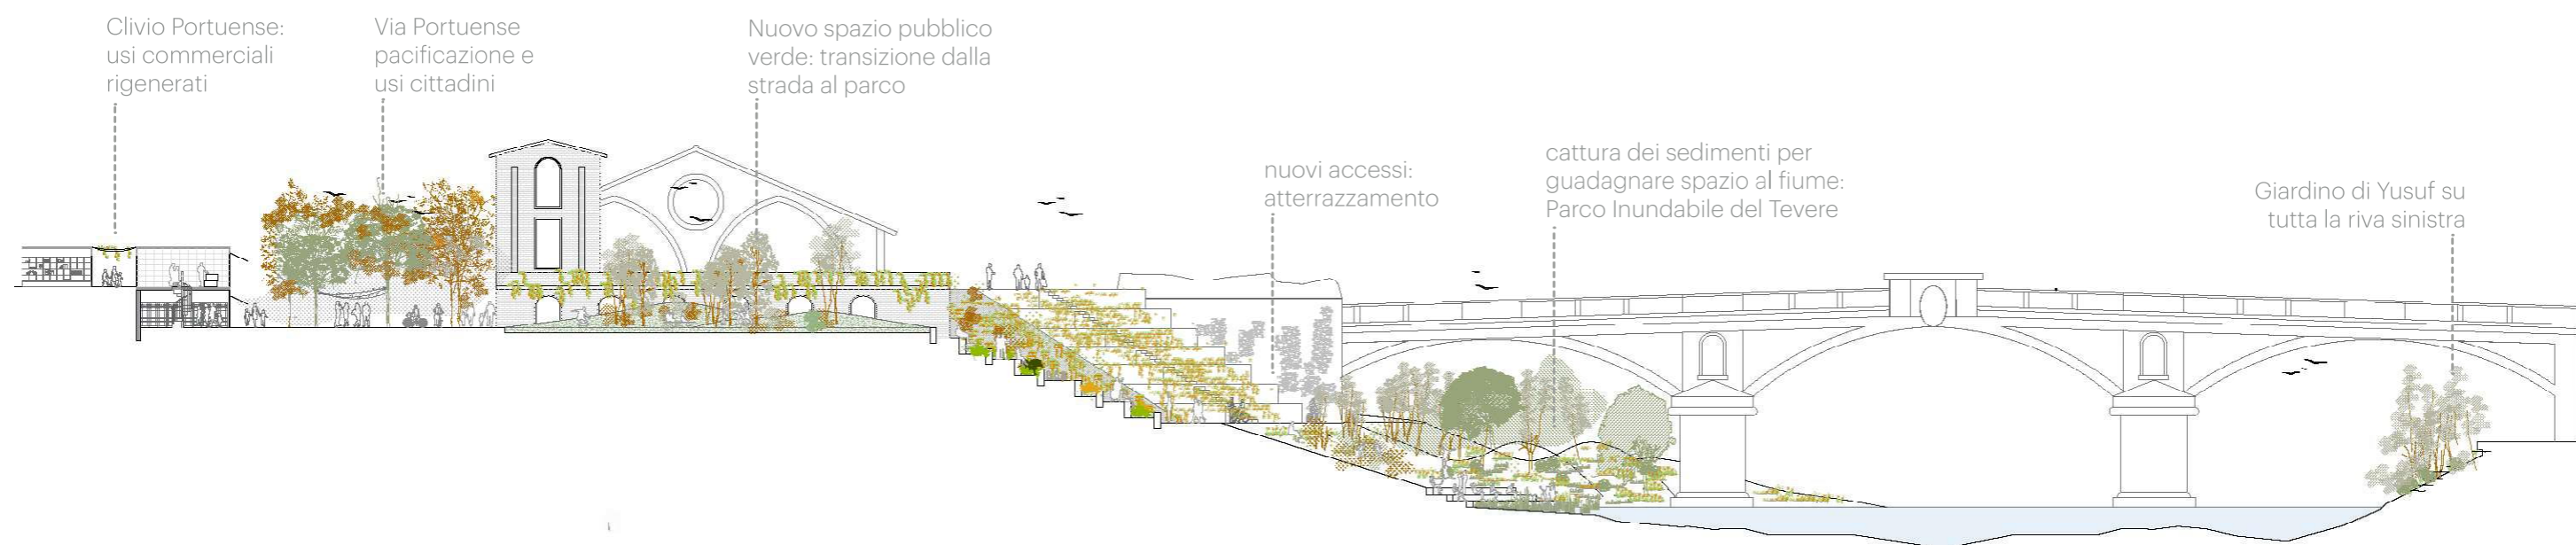 Clivio Portuense:
usi commerciali
rigenerati
Via Portuense
pacificazione e
usi cittadini
Nuovo spazio pubblico
verde: transizione dalla
strada al parco
nuovi accessi:
atterrazzamento
cattura dei sedimenti per
guadagnare spazio al fiume:
Parco Inundabile del Tevere
Giardino di Yusuf su
tutta la riva sinistra